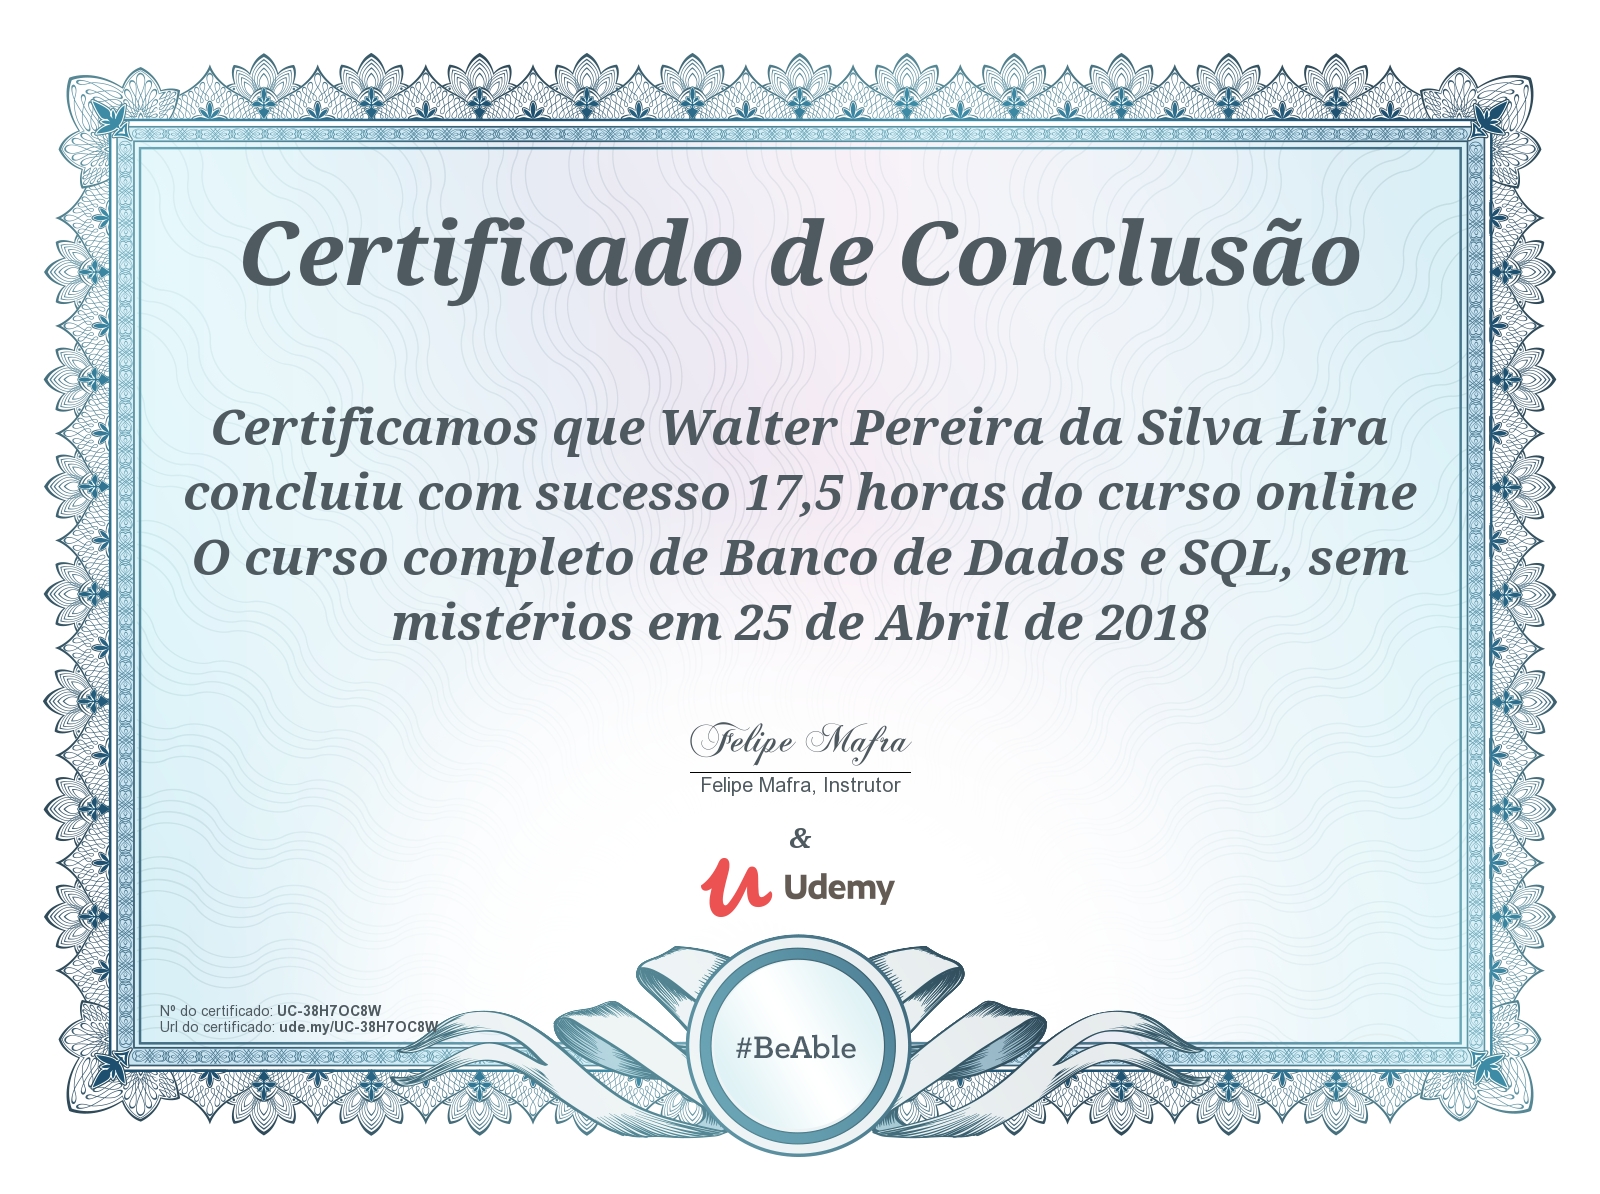 Certificado de Conclusão
Certificamos que Walter Pereira da Silva Lira
concluiu com sucesso 17,5 horas do curso online
O curso completo de Banco de Dados e SQL, sem
mistérios em 25 de Abril de 2018
Felipe Mafra
Felipe Mafra, Instrutor
&
Udemy
Nº do certificado: UC-38H7OC8W
Url do certificado: ude.my/UC-38H7OC8W
#BeAble